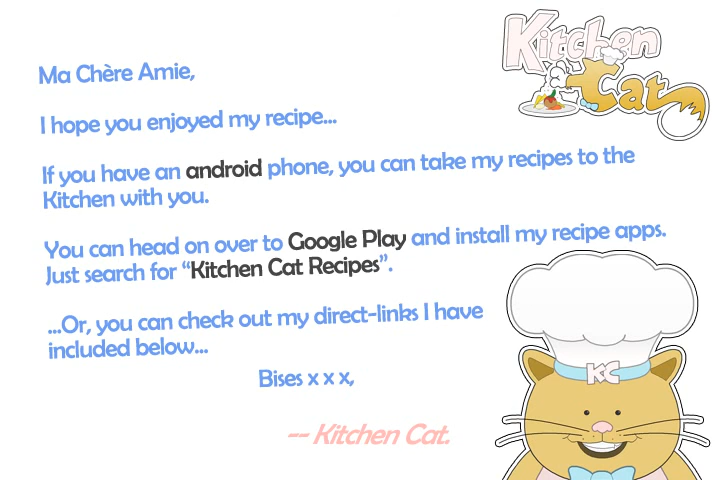 Kitchen
Cat
Ma Chère Amie,
I hope you enjoyed my recipe...
If you have an android phone, you can take my recipes to the
Kitchen with you.
You can head on over to Google Play and install my recipe apps.
Just search for “Kitchen Cat Recipes”.
...Or, you can check out my direct-links I have
included below...
Bises x x x,
-- Kitchen Cat.
KC